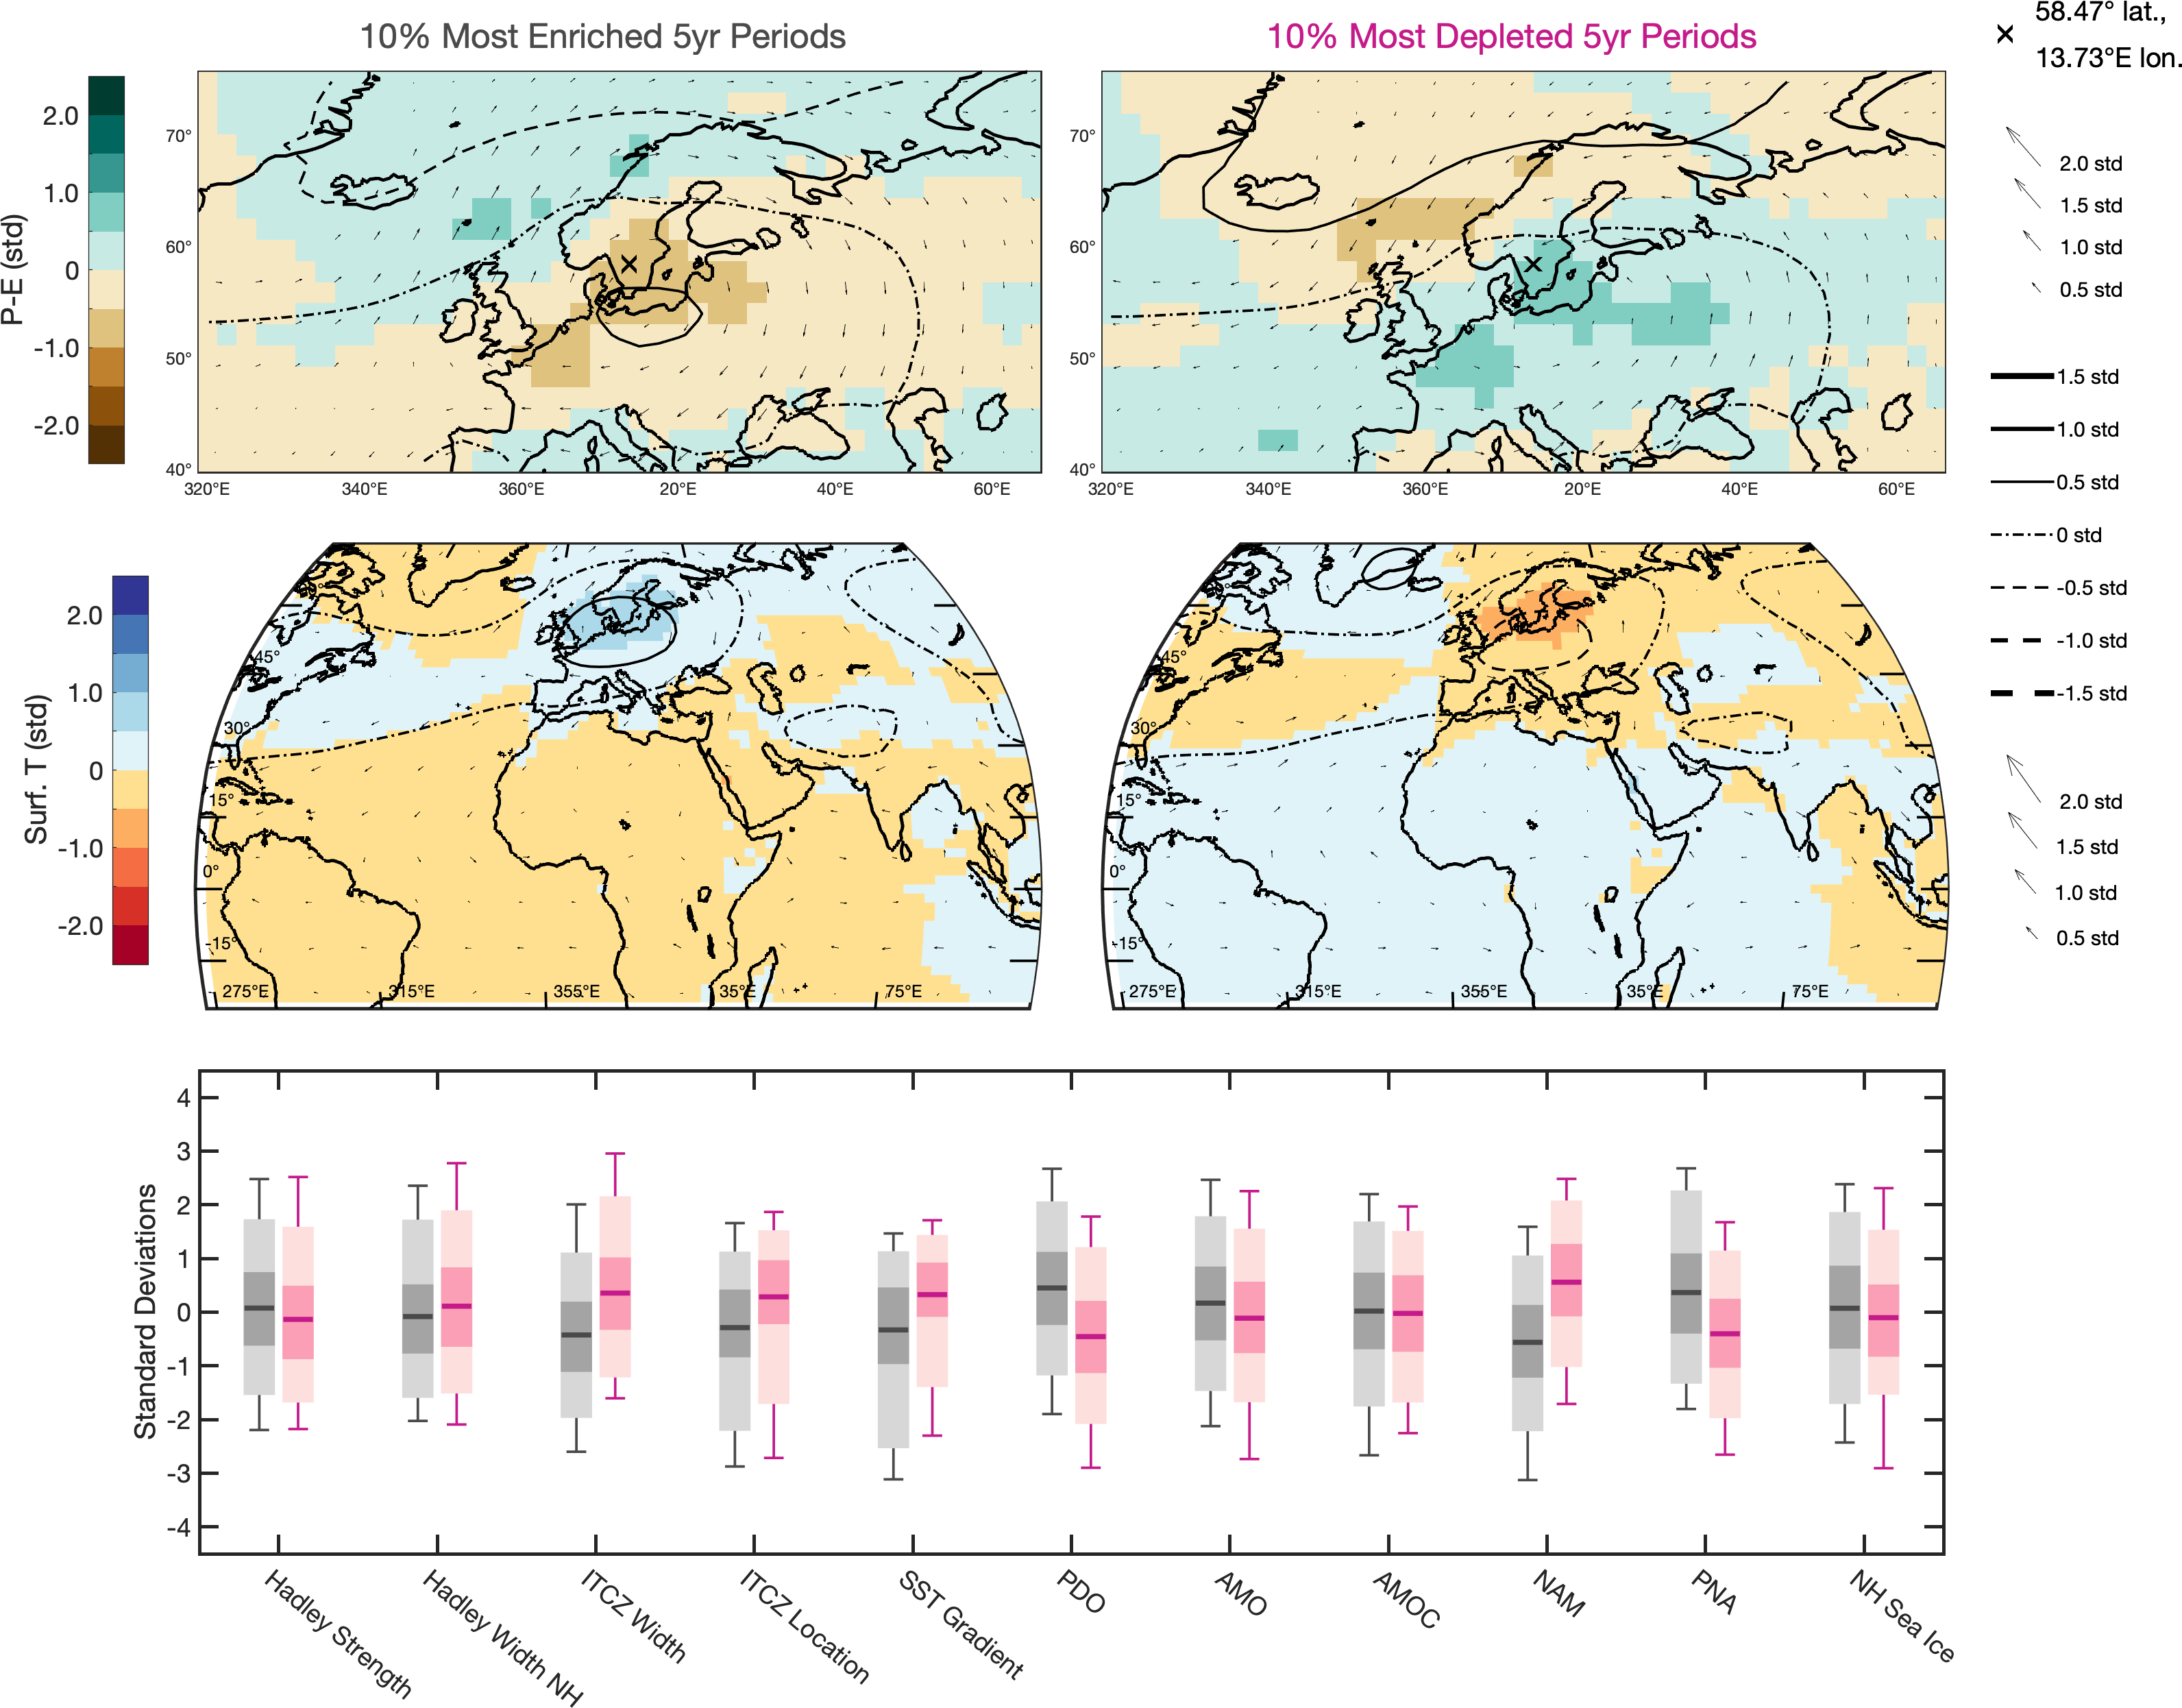 10% Most Enriched 5yr Periods
10% Most Depleted 5yr Periods
58.47° lat.,
13.73°E lon.
P-E (std)
2.0
1.0
0
-1.0
-2.0
70°
60°
50°
40°
320°E 340°E 360°E 20°E 40°E 60°E
70°
60°
50°
40°
320°E 340°E 360°E 20°E 40°E 60°E
2.0 std
1.5 std
1.0 std
0.5 std
1.5 std
1.0 std
0.5 std
0 std
-0.5 std
-1.0 std
-1.5 std
Surf. T (std)
2.0
1.0
0
-1.0
-2.0
45°
30°
15°
0°
-15°
275°E 315°E 355°E 35°E 75°E
45°
30°
15°
0°
-15°
275°E 315°E 355°E 35°E 75°E
2.0 std
1.5 std
1.0 std
0.5 std
Standard Deviations
4
3
2
1
0
-1
-2
-3
-4
Hadley Strength
Hadley Width NH
ITCZ Width
ITCZ Location
SST Gradient
PDO
AMO
AMOC
NAM
PNA
NH Sea Ice